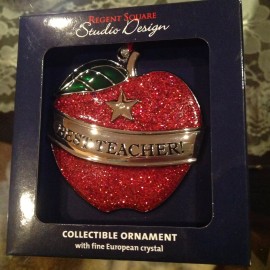 Regent Square
Studio Design
BEST TEACHER!
COLLECTIBLE ORNAMENT
with fine European crystal